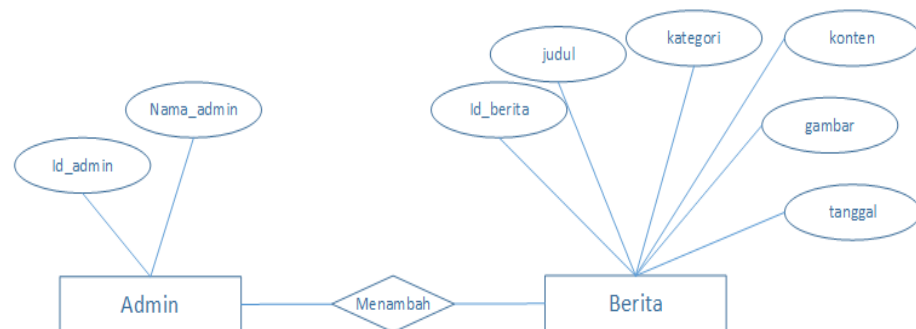 judul
kategori
konten
Nama_admin
Id_berita
gambar
Id_admin
tanggal
Admin
Menambah
Berita